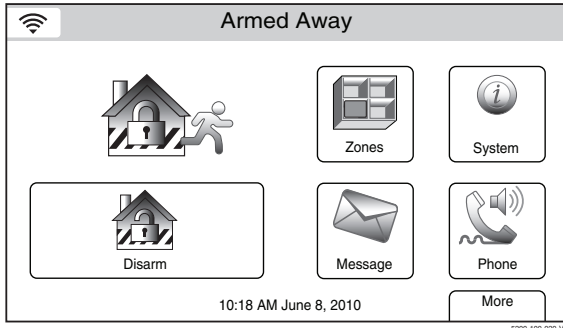 Armed Away
Zones
System
Disarm
Message
Phone
10:18 AM June 8, 2010
More